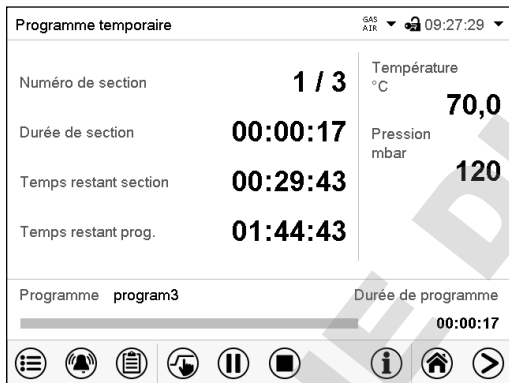 Programme temporaire GAS AIR 09:27:29
Numéro de section 1 / 3
Durée de section 00:00:17
Temps restant section 00:29:43
Temps restant prog. 01:44:43
Température
°C
70,0
Pression
mbar
120
Programme program3 Durée de programme
00:00:17